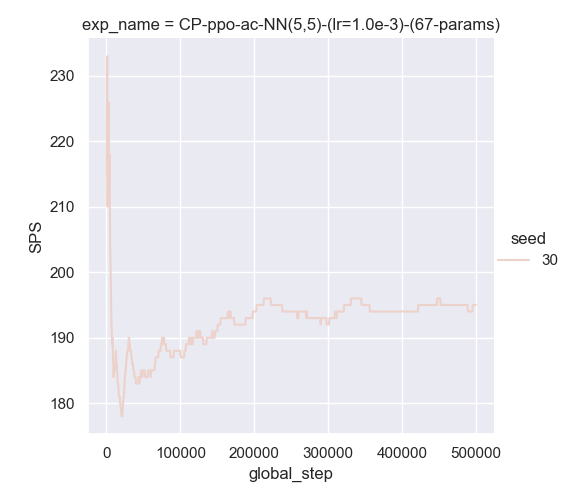 exp_name = CP-ppo-ac-NN(5,5)-(lr=1.0e-3)-(67-params)
230
220
210
200
190
180
SPS
0 100000 200000 300000 400000 500000
global_step
seed
30